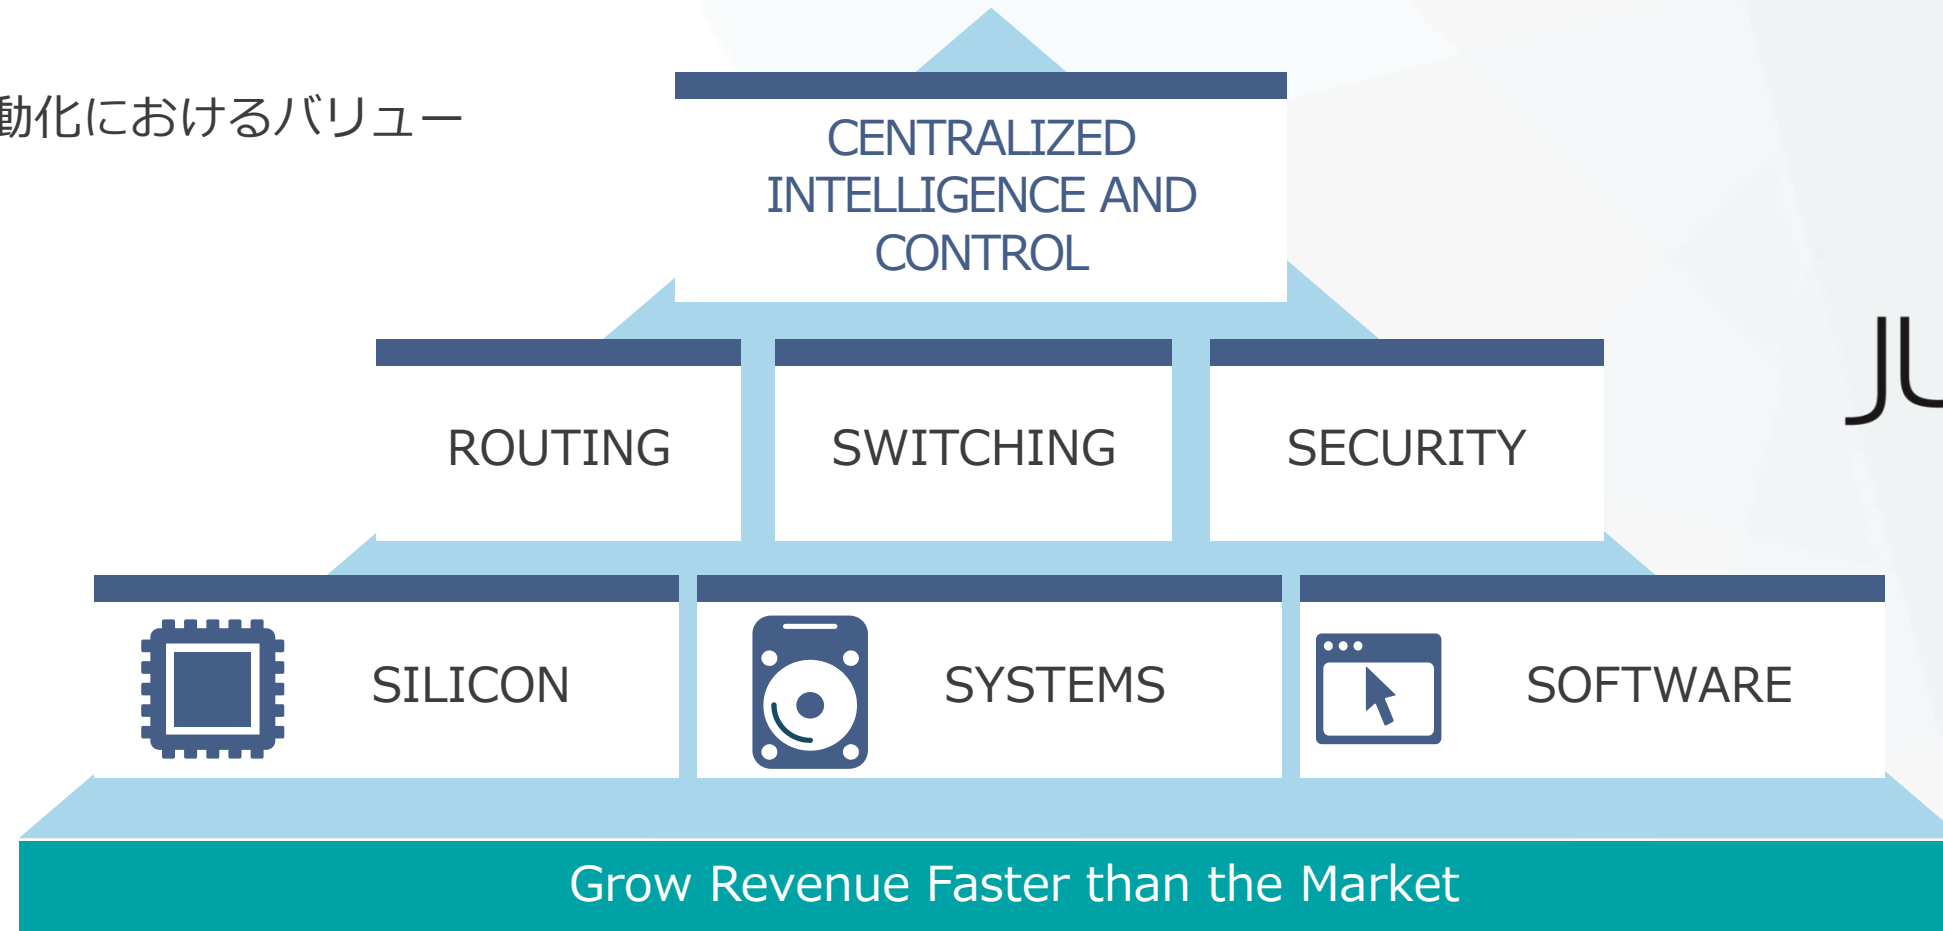 動化におけるバリュー
CENTRALIZED
INTELLIGENCE AND
CONTROL
ROUTING
SWITCHING
SECURITY
SILICON
SYSTEMS
SOFTWARE
Grow Revenue Faster than the Market